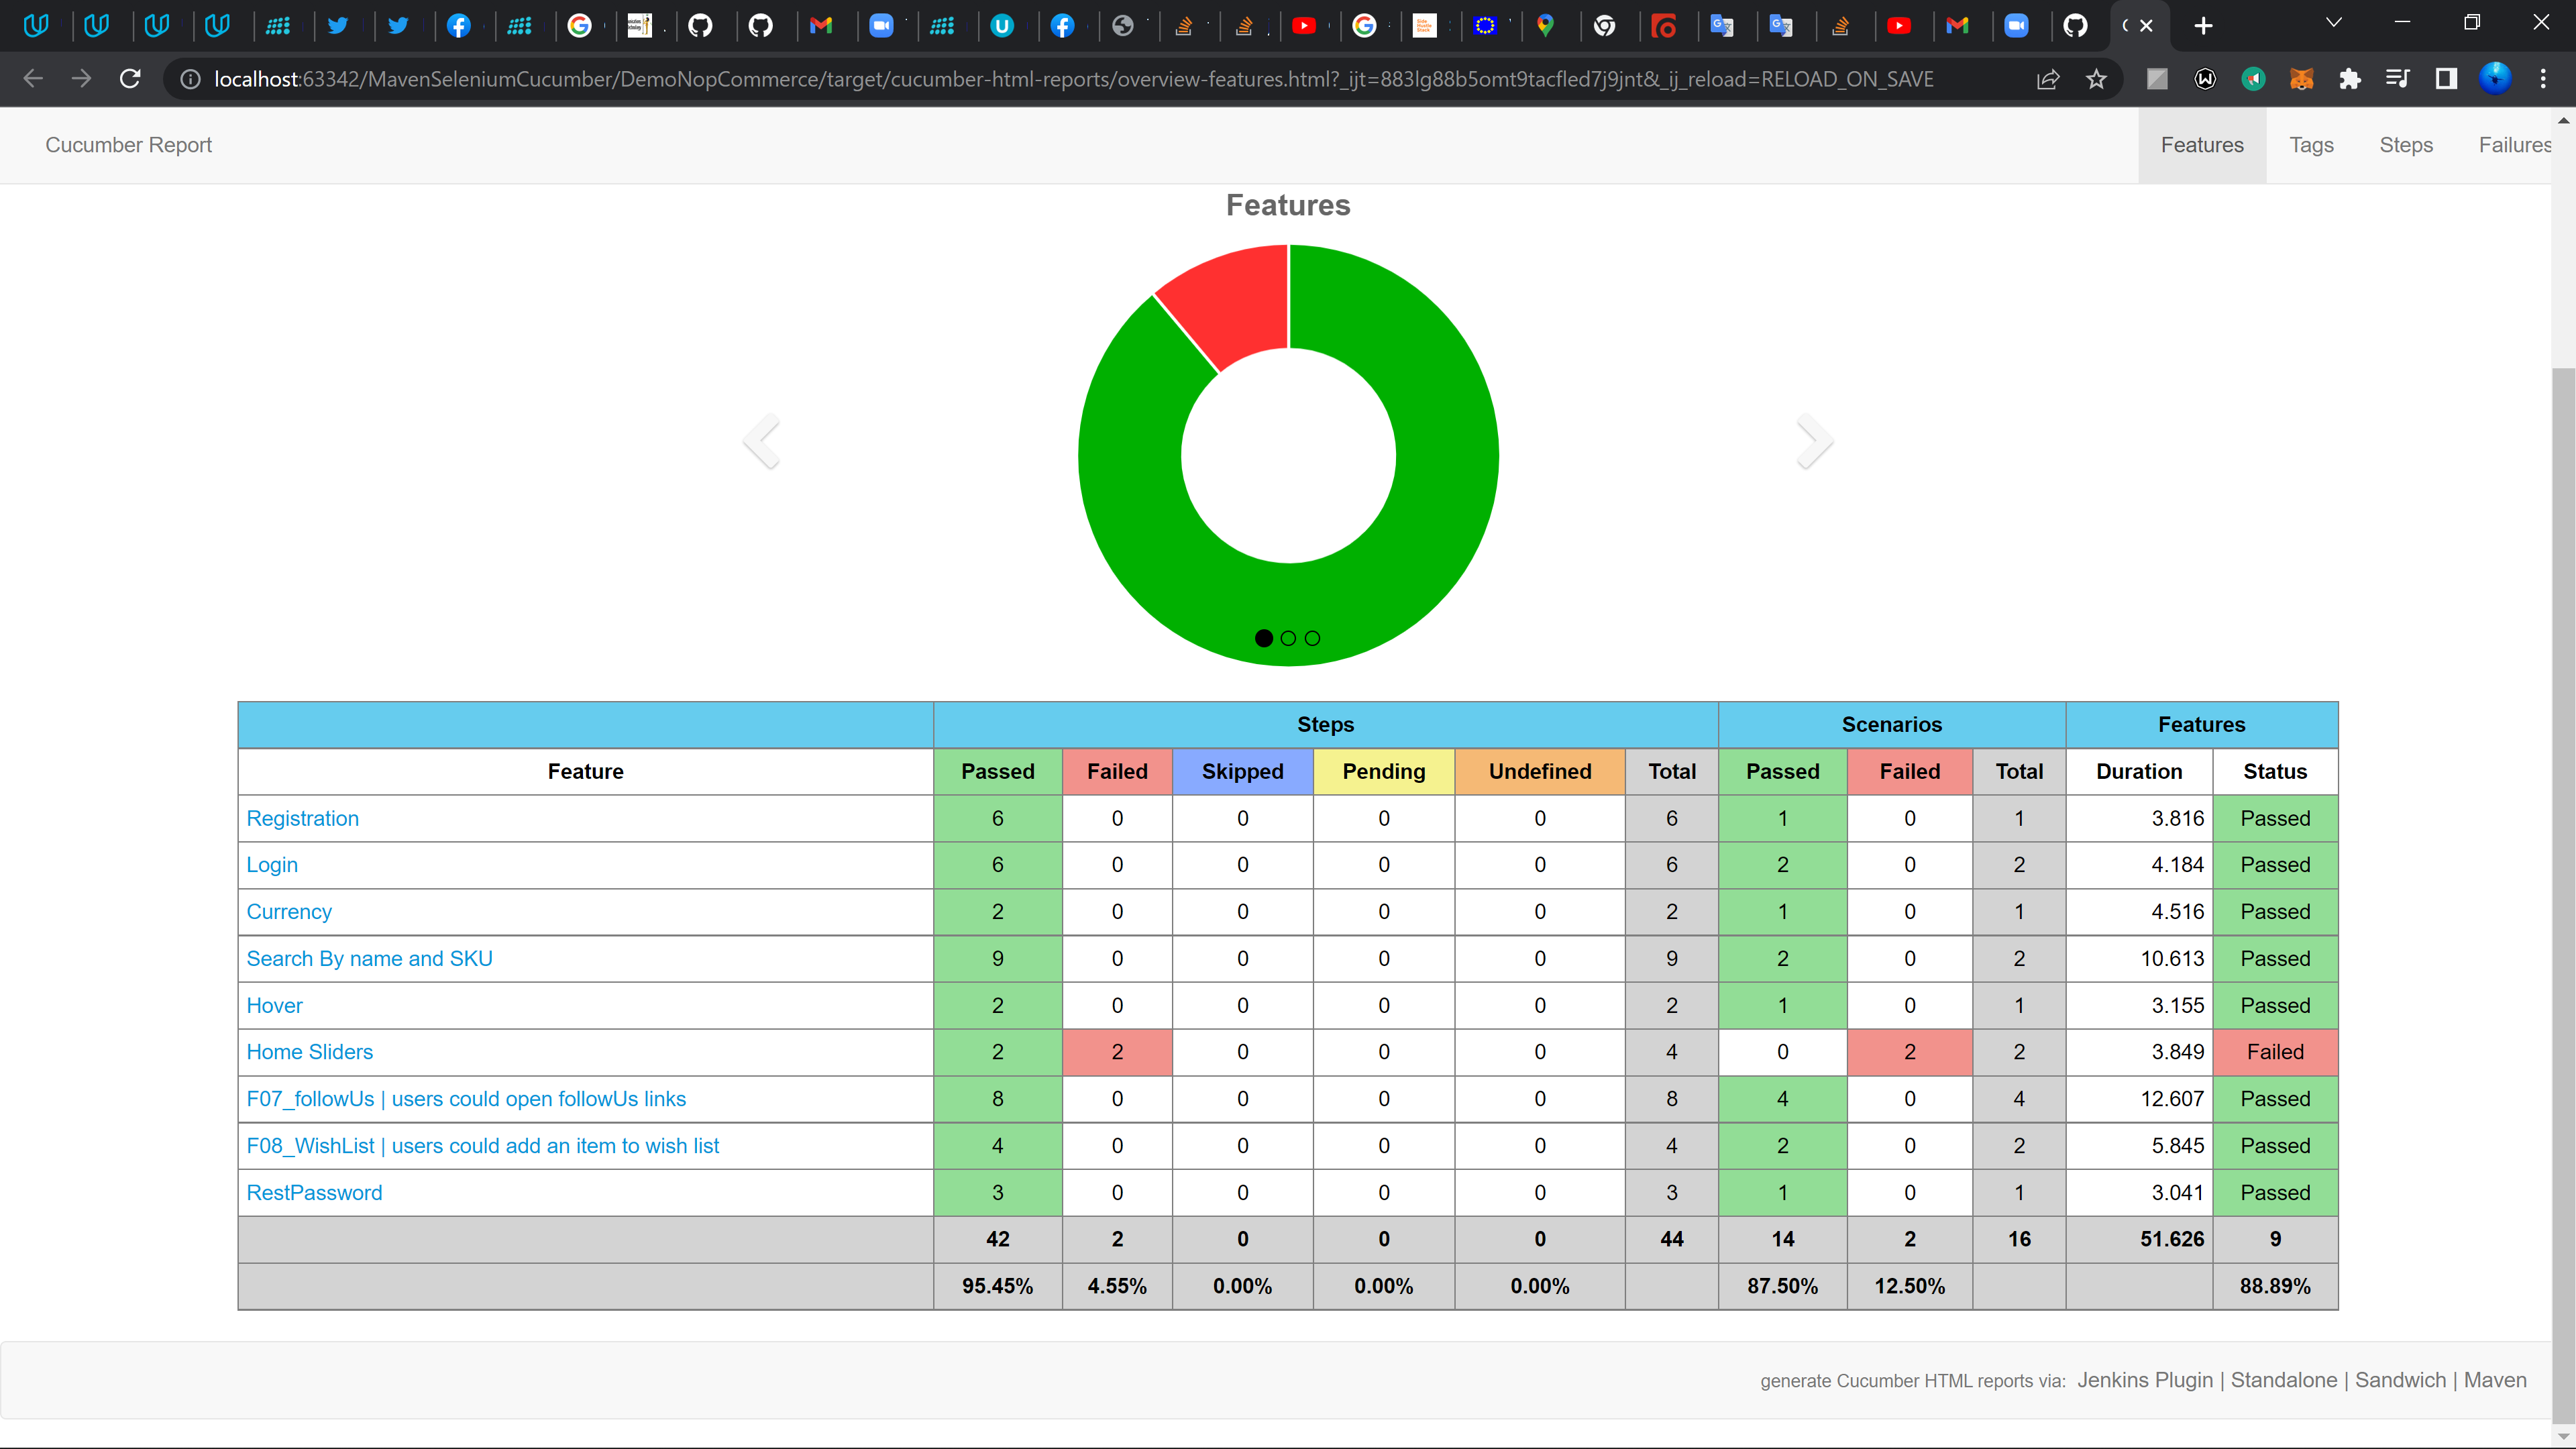 localhost:63342/MavenSeleniumCucumber/DemoNopCommerce/target/cucumber-html-reports/overview-features.html?_ijt=883lg88b5omt9tacfled7j9jnt&_ij_reload=RELOAD_ON_SAVE
Cucumber Report Features Tags Steps Failures
Features
Steps Scenarios Features
Feature Passed Failed Skipped Pending Undefined Total Passed Failed Total Duration Status
Registration 6 0 0 0 0 6 1 0 1 3.816 Passed
Login 6 0 0 0 0 6 2 0 2 4.184 Passed
Currency 2 0 0 0 0 2 1 0 1 4.516 Passed
Search By name and SKU 9 0 0 0 0 9 2 0 2 10.613 Passed
Hover 2 0 0 0 0 2 1 0 1 3.155 Passed
Home Sliders 2 2 0 0 0 4 0 2 2 3.849 Failed
F07_followUs | users could open followUs links 8 0 0 0 0 8 4 0 4 12.607 Passed
F08_WishList | users could add an item to wish list 4 0 0 0 0 4 2 0 2 5.845 Passed
RestPassword 3 0 0 0 0 3 1 0 1 3.041 Passed
42 2 0 0 0 44 14 2 16 51.626 9
95.45% 4.55% 0.00% 0.00% 0.00% 87.50% 12.50% 88.89%
generate Cucumber HTML reports via: Jenkins Plugin | Standalone | Sandwich | Maven